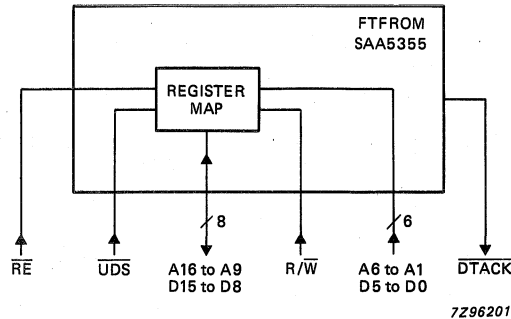 FTFROM
SAA5355
REGISTER
MAP
8
6
RE
UDS
A16 to A9
D15 to D8
R/W
A6 to A1
D5 to D0
DTACK
7Z96201